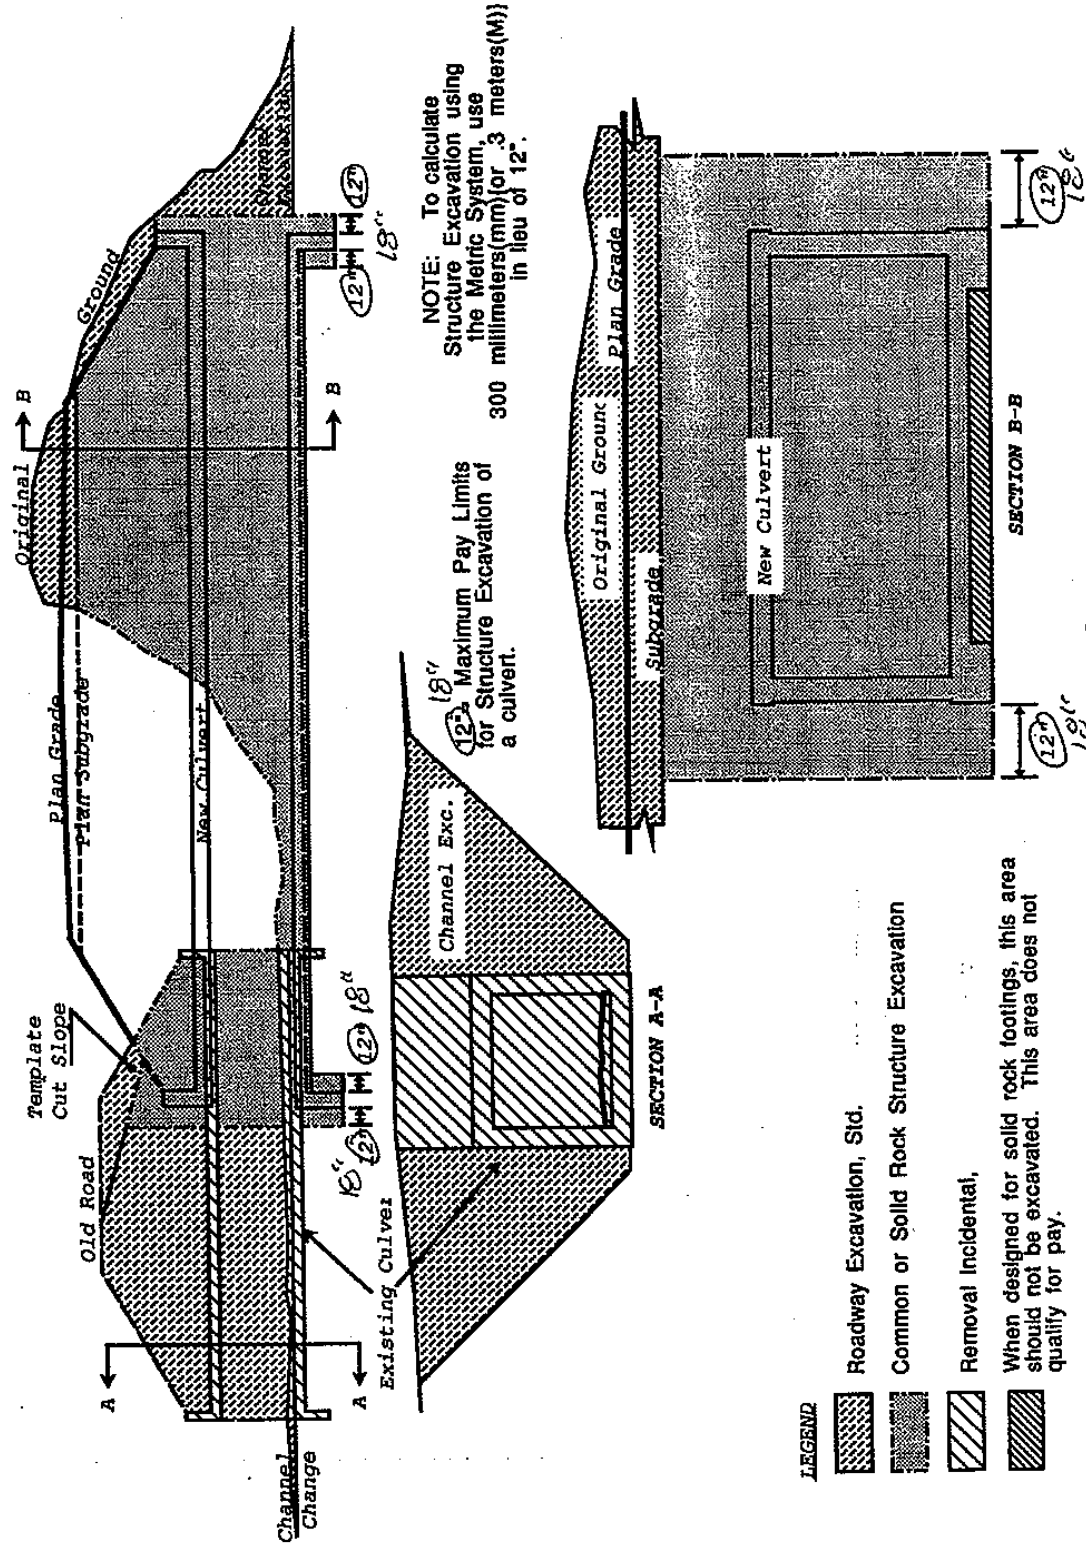 Original
Ground
B
B
Channel
Plan Grade
Plan Subgrade
New Culvert
Template
Cut Slope
Old Road
A
A
Channel
Change
Existing Culver
12"
12"
18"
12"
18"
12"
18"
NOTE: To calculate
Structure Excavation using
the Metric System, use
300 millimeters(mm)[or .3 meters(M)]
in lieu of 12".
12" 18" Maximum Pay Limits
for Structure Excavation of
a culvert.
Channel Exc.
SECTION A-A
Original Ground
Plan Grade
Subgrade
New Culvert
12"
18"
12"
18"
SECTION B-B
LEGEND
Roadway Excavation, Std.
Common or Solid Rock Structure Excavation
Removal Incidental,
When designed for solid rock footings, this area
should not be excavated. This area does not
qualify for pay.